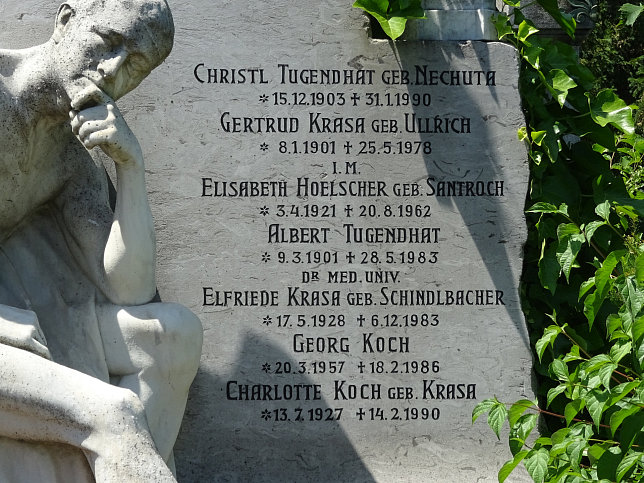 CHRISTL TUGENDHAT GEB. NECHUTA
* 15.12.1903 † 31.1.1990
GERTRUD KRASA GEB. ULLRICH
* 8.1.1901 † 25.5.1978
I.M.
ELISABETH HOELSCHER GEB. SANTROCH
* 3.4.1921 † 20.8.1962
ALBERT TUGENDHAT
* 9.3.1901 † 28.5.1983
DR MED. UNIV.
ELFRIEDE KRASA GEB. SCHINDLBACHER
* 17.5.1928 † 6.12.1983
GEORG KOCH
* 20.3.1957 † 18.2.1986
CHARLOTTE KOCH GEB. KRASA
* 13.7.1927 † 14.2.1990